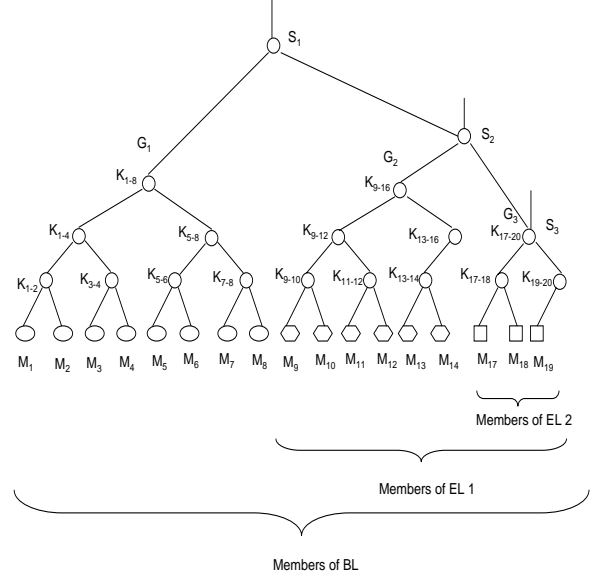 S1
S2
G1
G2
K1-8
K9-16
G3
S3
K1-4
K5-8
K9-12
K13-16
K17-20
K1-2
K3-4
K5-6
K7-8
K9-10
K11-12
K13-14
K17-18
K19-20
M1 M2 M3 M4 M5 M6 M7 M8 M9 M10 M11 M12 M13 M14 M17 M18 M19
Members of EL 2
Members of EL 1
Members of BL